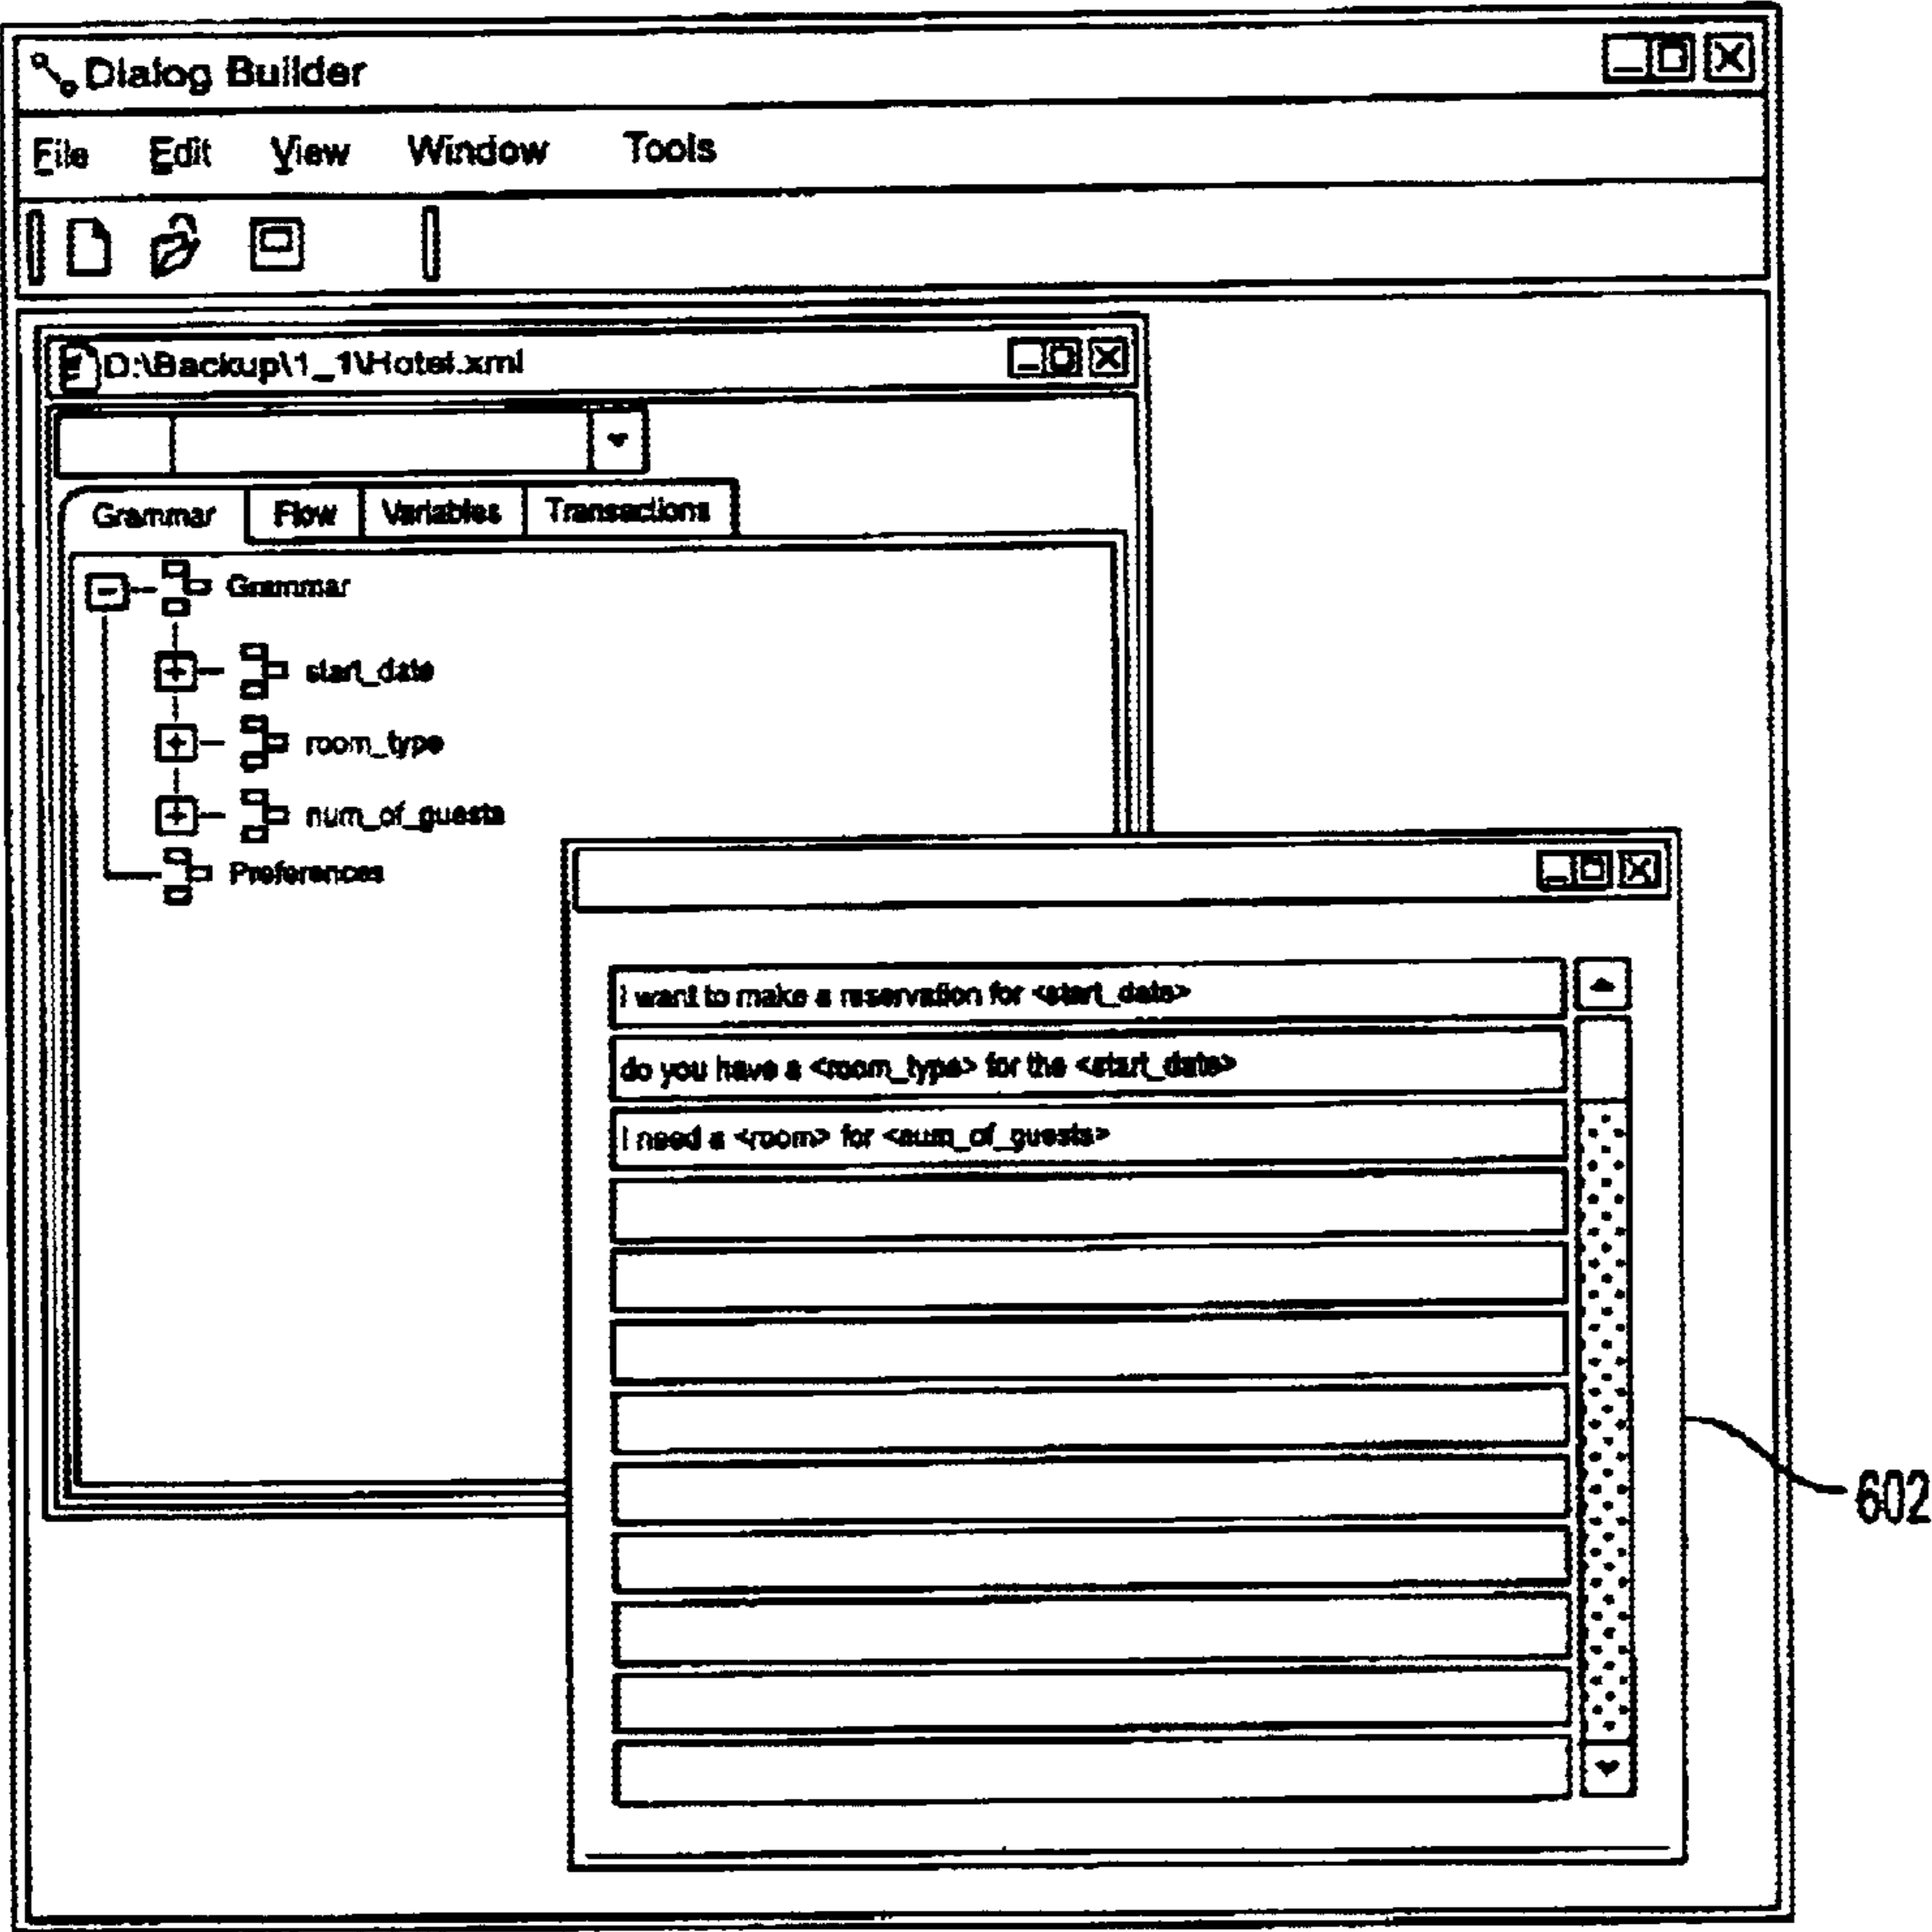 Dialog Builder
File Edit View Window Tools
D:\Backup\1_1\Hotel.xml
Grammar Flow Variables Transactions
Grammar
start_date
room_type
num_of_guests
Preferences
I want to make a reservation for <start_date>
do you have a <room_type> for the <start_date>
I need a <room> for <num_of_guests>
602